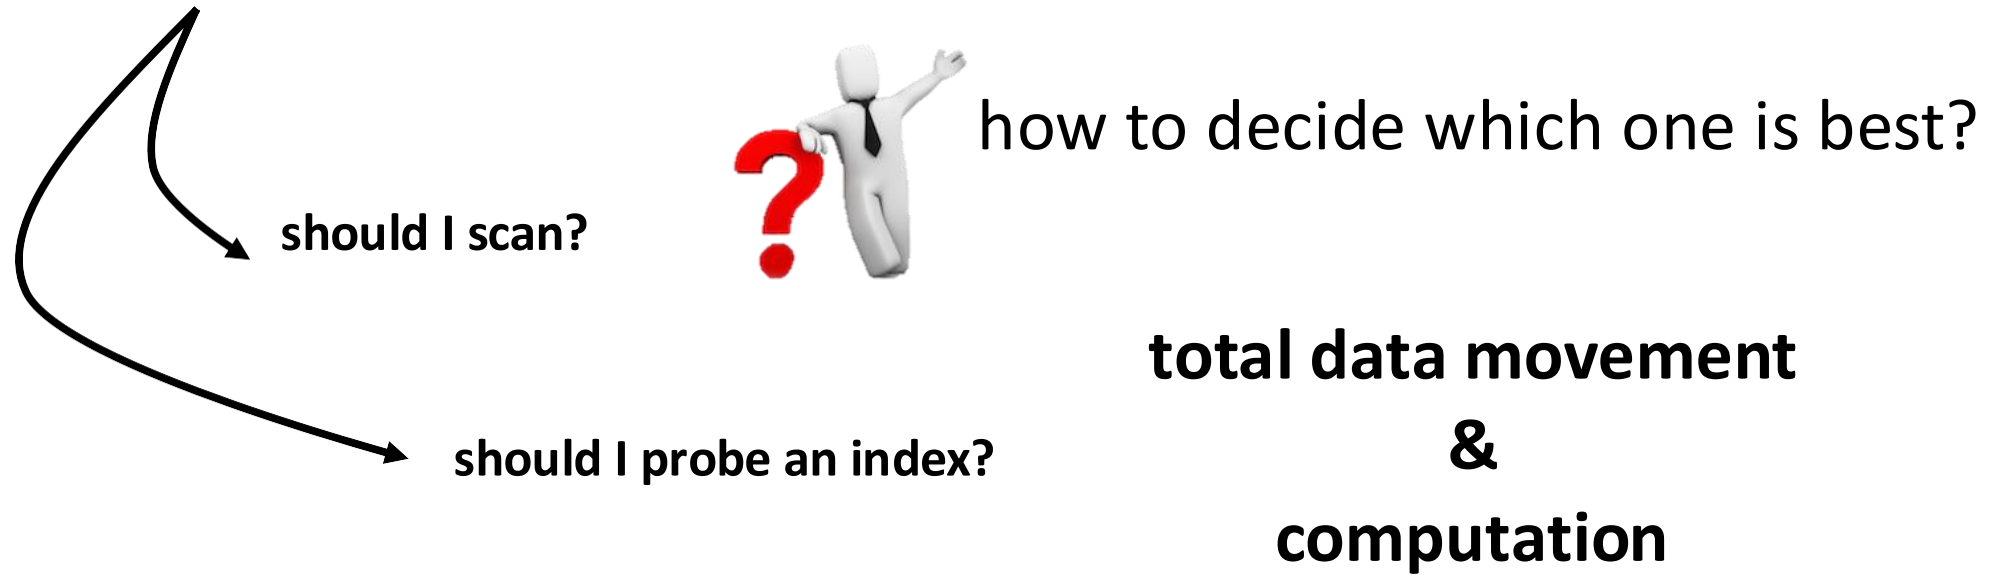 how to decide which one is best?
should I scan?
total data movement
&
should I probe an index?
computation